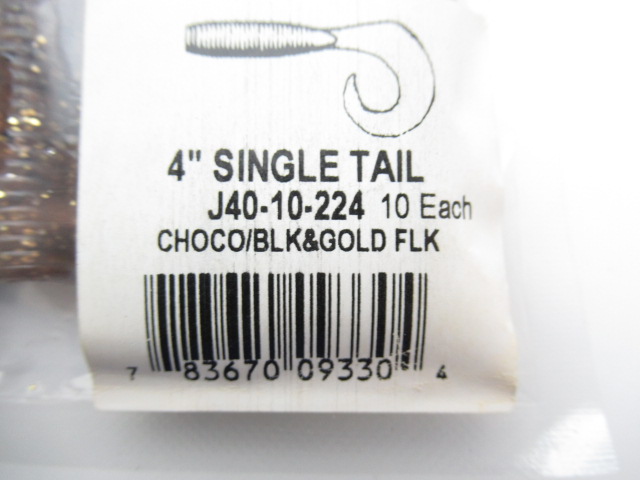 4" SINGLE TAIL
J40-10-224 10 Each
CHOCO/BLK&GOLD FLK
7 83670 09330 4